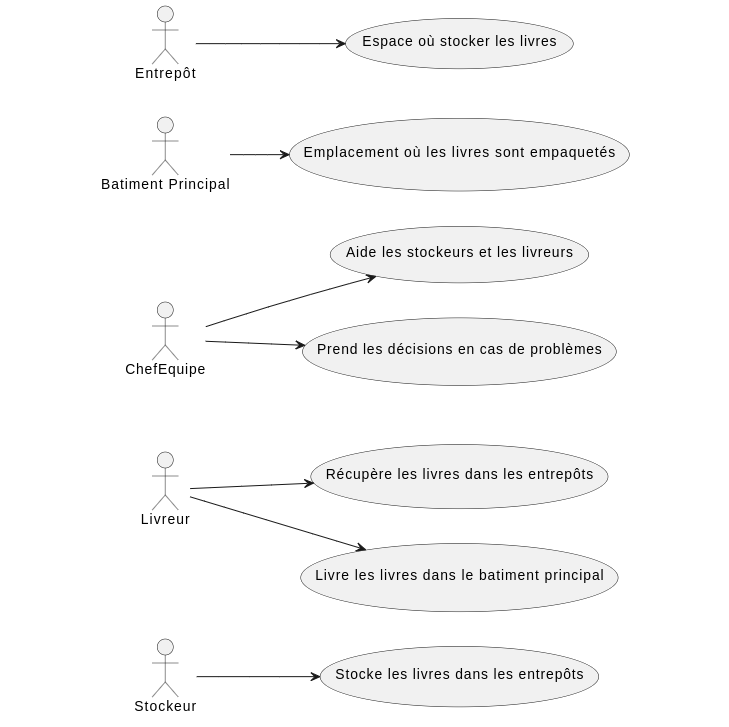 Espace où stocker les livres
Entrepôt
Emplacement où les livres sont empaquetés
Batiment Principal
Aide les stockeurs et les livreurs
Prend les décisions en cas de problèmes
ChefEquipe
Récupère les livres dans les entrepôts
Livreur
Livre les livres dans le batiment principal
Stocke les livres dans les entrepôts
Stockeur